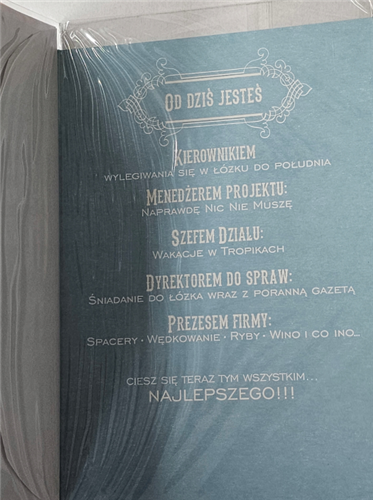 OD DZIŚ JESTEŚ
KIEROWNIKIEM
WYLEGIWANIA SIĘ W ŁÓŻKU DO POŁUDNIA
MENEDŻEREM PROJEKTU:
NAPRAWDĘ NIC NIE MUSZĘ
SZEFEM DZIAŁU:
WAKACJE W TROPIKACH
DYREKTOREM DO SPRAW:
ŚNIADANIE DO ŁÓŻKA WRAZ Z PORANNĄ GAZETĄ
PREZESEM FIRMY:
SPACERY • WĘDKOWANIE • RYBY • WINO I CO INO...
CIESZ SIĘ TERAZ TYM WSZYSTKIM...
NAJLEPSZEGO!!!